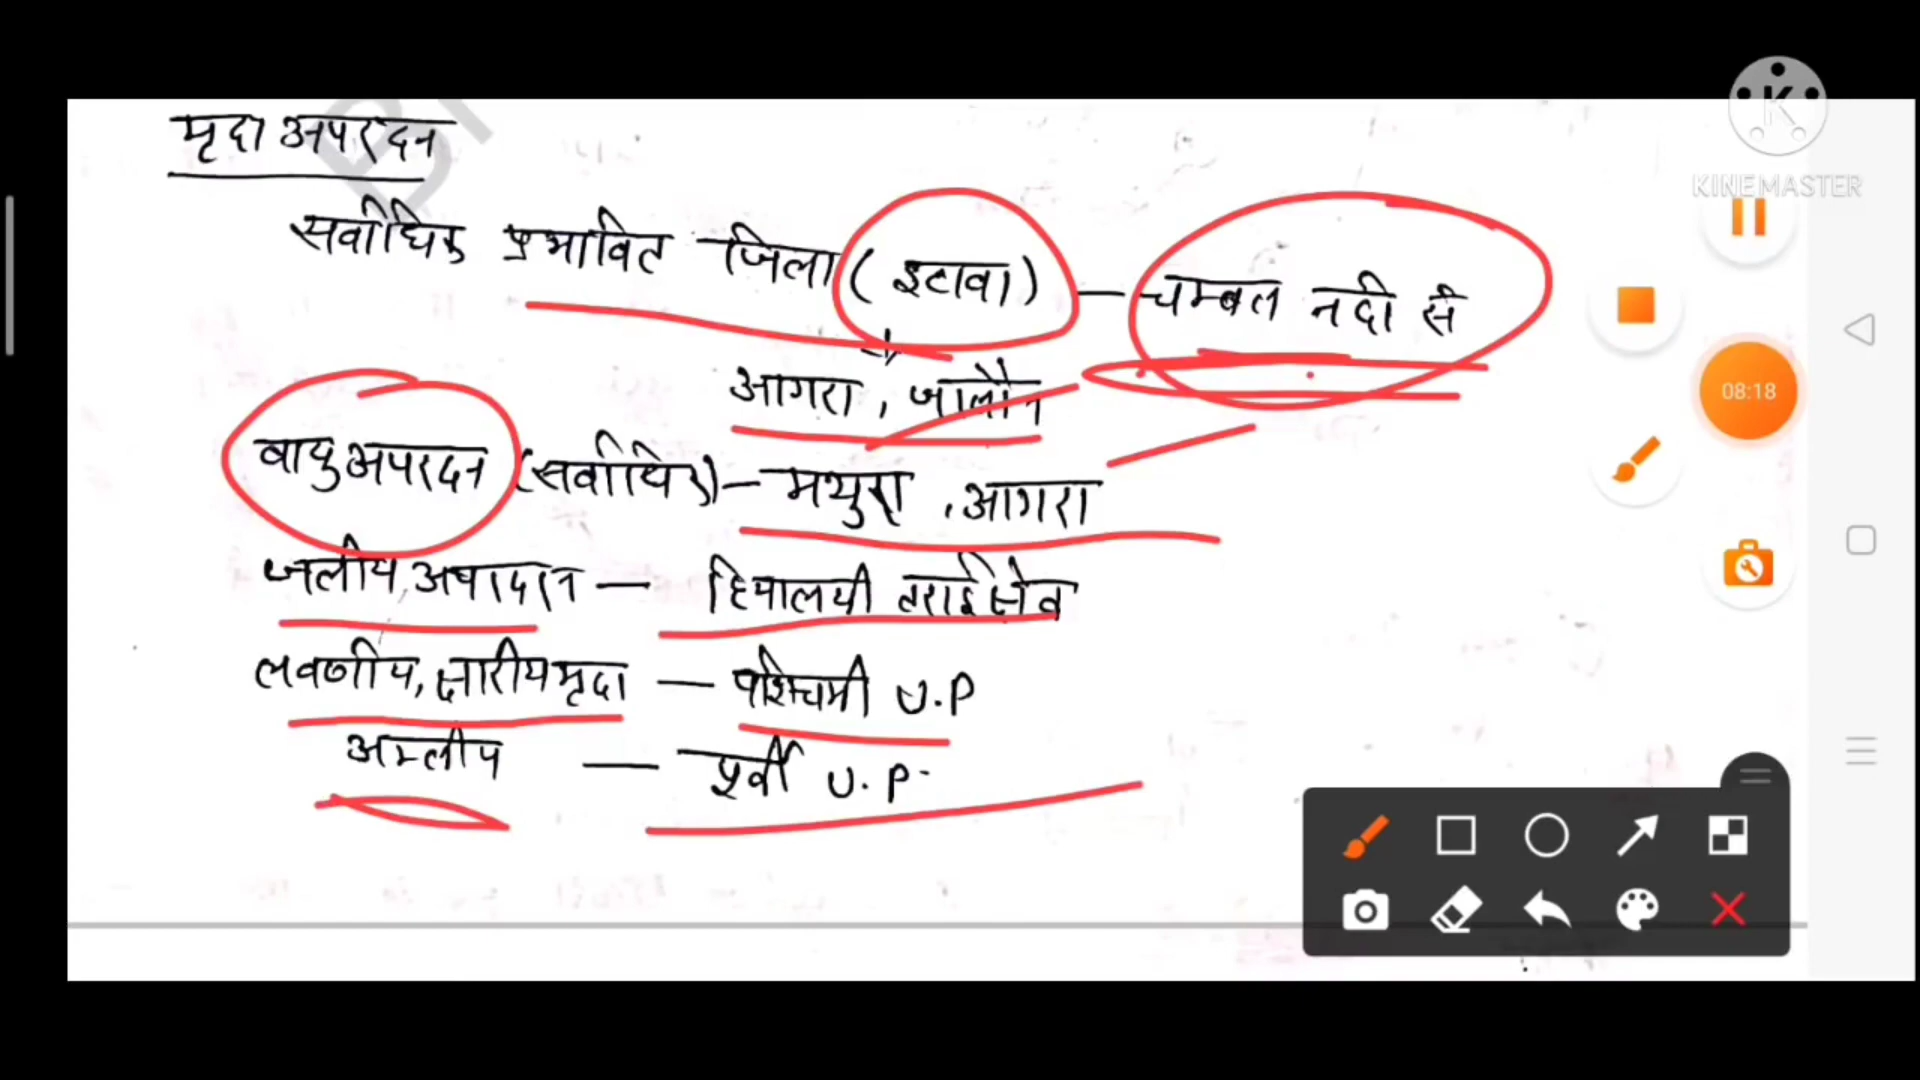 मृदा अपरदन
सर्वाधिक प्रभावित जिला (इटावा) — चम्बल नदी से
आगरा, जालौन
वायु अपरदन (सर्वाधिक) — मथुरा, आगरा
जलीय अपरदन — हिमालयी तराई क्षेत्र
लवणीय, क्षारीय मृदा — पश्चिमी U.P
अम्लीय — पूर्वी U.P.
KINEMASTER
08:18